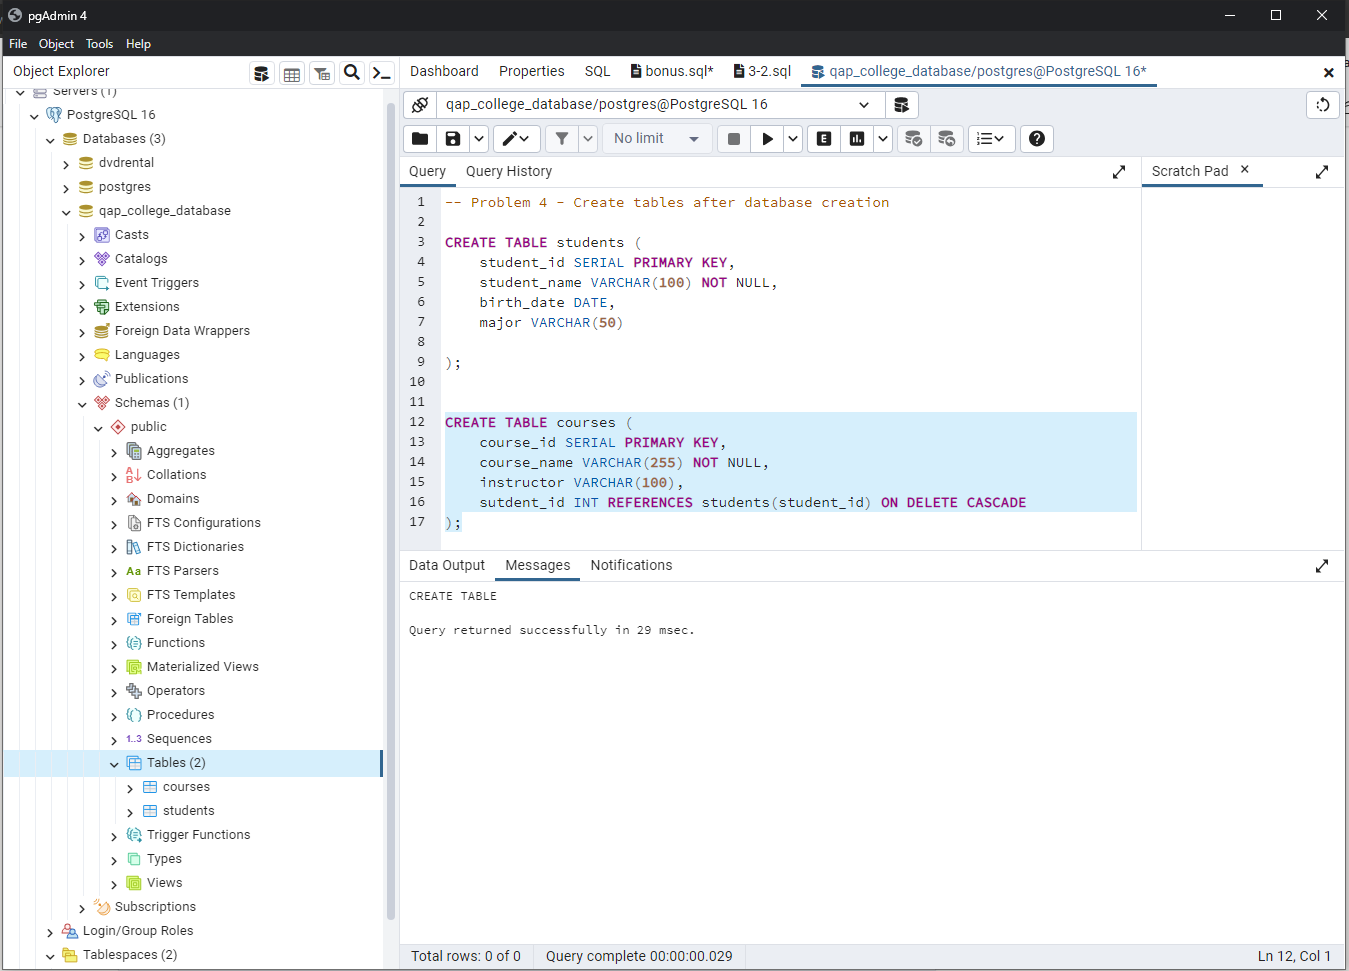 pgAdmin 4
File Object Tools Help
Object Explorer
Servers (1)
PostgreSQL 16
Databases (3)
dvdrental
postgres
qap_college_database
Casts
Catalogs
Event Triggers
Extensions
Foreign Data Wrappers
Languages
Publications
Schemas (1)
public
Aggregates
Collations
Domains
FTS Configurations
FTS Dictionaries
Aa FTS Parsers
FTS Templates
Foreign Tables
Functions
Materialized Views
Operators
Procedures
1..3 Sequences
Tables (2)
courses
students
Trigger Functions
Types
Views
Subscriptions
Login/Group Roles
Tablespaces (2)
Dashboard Properties SQL bonus.sql* 3-2.sql qap_college_database/postgres@PostgreSQL 16*
qap_college_database/postgres@PostgreSQL 16
No limit E
Query Query History
Scratch Pad
1 -- Problem 4 - Create tables after database creation
2
3 CREATE TABLE students (
4 student_id SERIAL PRIMARY KEY,
5 student_name VARCHAR(100) NOT NULL,
6 birth_date DATE,
7 major VARCHAR(50)
8
9 );
10
11
12 CREATE TABLE courses (
13 course_id SERIAL PRIMARY KEY,
14 course_name VARCHAR(255) NOT NULL,
15 instructor VARCHAR(100),
16 sutdent_id INT REFERENCES students(student_id) ON DELETE CASCADE
17 );
Data Output Messages Notifications
CREATE TABLE
Query returned successfully in 29 msec.
Total rows: 0 of 0 Query complete 00:00:00.029 Ln 12, Col 1